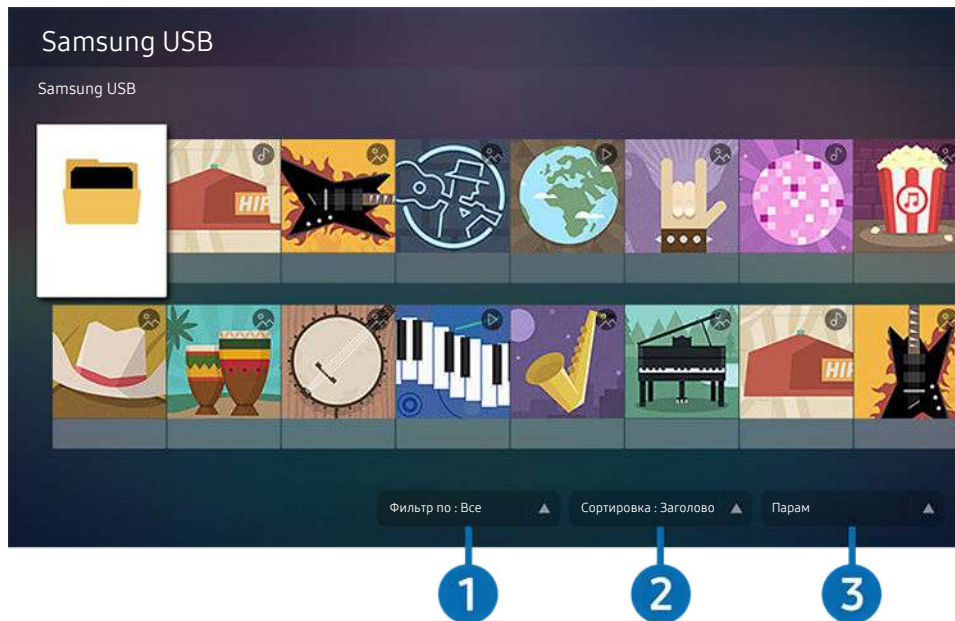 Samsung USB
Samsung USB
HIF
HIF
Фильтр по : Все
Сортировка : Заголово
Парам
1
2
3